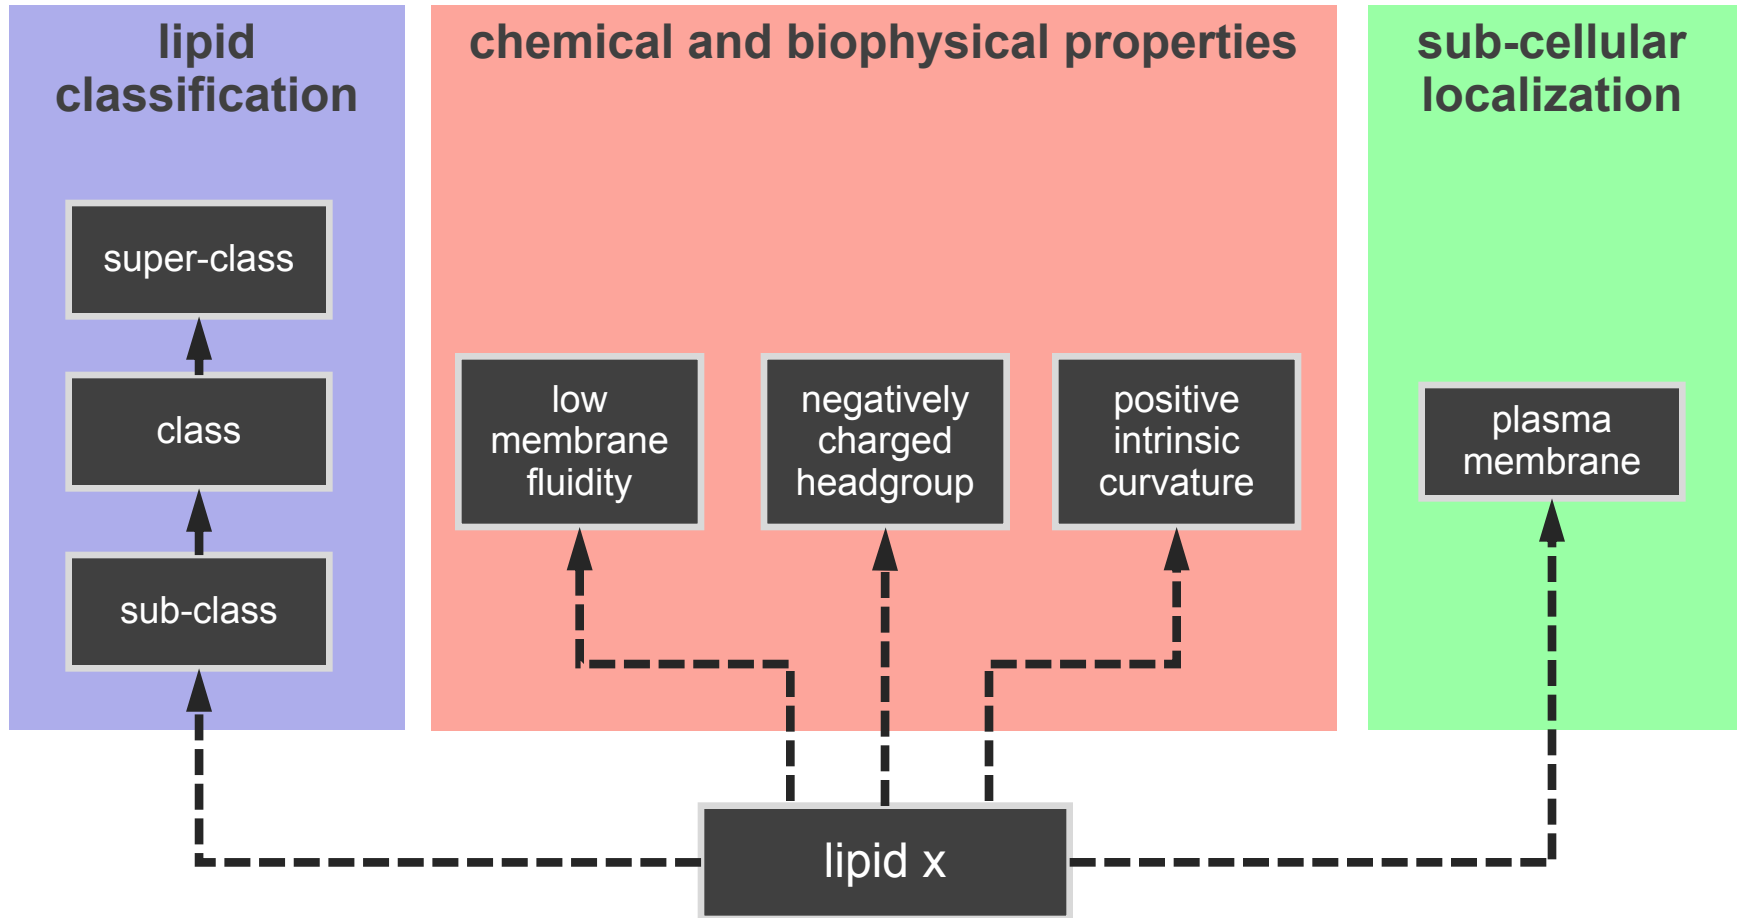 lipid
classification
chemical and biophysical properties
sub-cellular
localization
super-class
class
sub-class
low
membrane
fluidity
negatively
charged
headgroup
positive
intrinsic
curvature
plasma
membrane
lipid x